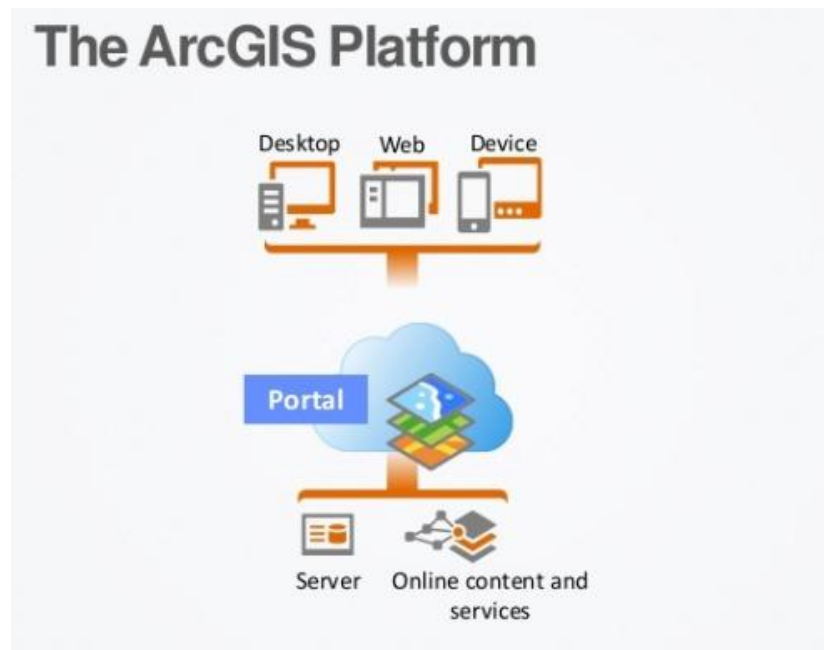 The ArcGIS Platform
Desktop Web Device
Portal
Server Online content and
services